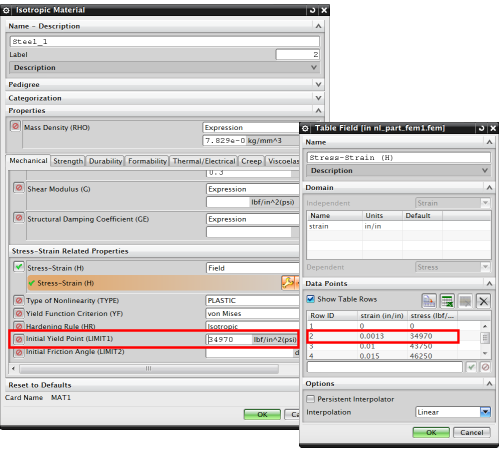 Isotropic Material
Name – Description
Steel_1
Label
2
Description
Pedigree
Categorization
Properties
Mass Density (RHO)
Expression
7.829e-0 kg/mm^3
Mechanical Strength Durability Formability Thermal/Electrical Creep Viscoelas
0.3
Shear Modulus (G)
Expression
lbf/in^2(psi)
Structural Damping Coefficient (GE)
Expression
Stress-Strain Related Properties
Stress-Strain (H)
Field
Stress-Strain (H)
Type of Nonlinearity (TYPE)
PLASTIC
Yield Function Criterion (YF)
von Mises
Hardening Rule (HR)
Isotropic
Initial Yield Point (LIMIT1)
34970 lbf/in^2(psi)
Initial Friction Angle (LIMIT2)
d
Reset to Defaults
Card Name MAT1
OK Ca
Table Field [in nl_part_fem1.fem]
Name
Stress-Strain (H)
Description
Domain
Independent Strain
Name Units Default
strain in/in
Dependent Stress
Data Points
Show Table Rows
Row ID strain (in/in) stress (lbf/...
1 0 0
2 0.0013 34970
3 0.01 43750
4 0.015 46250
Options
Persistent Interpolator
Interpolation Linear
OK Cancel